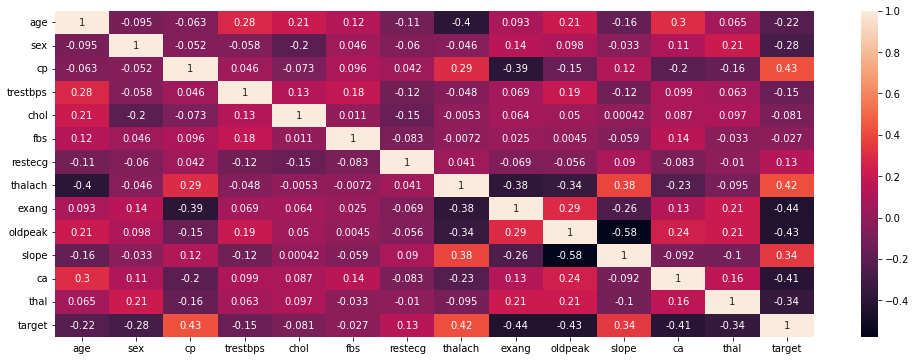 age 1 -0.095 -0.063 0.28 0.21 0.12 -0.11 -0.4 0.093 0.21 -0.16 0.3 0.065 -0.22
sex -0.095 1 -0.052 -0.058 -0.2 0.046 -0.06 -0.046 0.14 0.098 -0.033 0.11 0.21 -0.28
cp -0.063 -0.052 1 0.046 -0.073 0.096 0.042 0.29 -0.39 -0.15 0.12 -0.2 -0.16 0.43
trestbps 0.28 -0.058 0.046 1 0.13 0.18 -0.12 -0.048 0.069 0.19 -0.12 0.099 0.063 -0.15
chol 0.21 -0.2 -0.073 0.13 1 0.011 -0.15 -0.0053 0.064 0.05 0.00042 0.087 0.097 -0.081
fbs 0.12 0.046 0.096 0.18 0.011 1 -0.083 -0.0072 0.025 0.0045 -0.059 0.14 -0.033 -0.027
restecg -0.11 -0.06 0.042 -0.12 -0.15 -0.083 1 0.041 -0.069 -0.056 0.09 -0.083 -0.01 0.13
thalach -0.4 -0.046 0.29 -0.048 -0.0053 -0.0072 0.041 1 -0.38 -0.34 0.38 -0.23 -0.095 0.42
exang 0.093 0.14 -0.39 0.069 0.064 0.025 -0.069 -0.38 1 0.29 -0.26 0.13 0.21 -0.44
oldpeak 0.21 0.098 -0.15 0.19 0.05 0.0045 -0.056 -0.34 0.29 1 -0.58 0.24 0.21 -0.43
slope -0.16 -0.033 0.12 -0.12 0.00042 -0.059 0.09 0.38 -0.26 -0.58 1 -0.092 -0.1 0.34
ca 0.3 0.11 -0.2 0.099 0.087 0.14 -0.083 -0.23 0.13 0.24 -0.092 1 0.16 -0.41
thal 0.065 0.21 -0.16 0.063 0.097 -0.033 -0.01 -0.095 0.21 0.21 -0.1 0.16 1 -0.34
target -0.22 -0.28 0.43 -0.15 -0.081 -0.027 0.13 0.42 -0.44 -0.43 0.34 -0.41 -0.34 1
age sex cp trestbps chol fbs restecg thalach exang oldpeak slope ca thal target
1.0
0.8
0.6
0.4
0.2
0.0
−0.2
−0.4